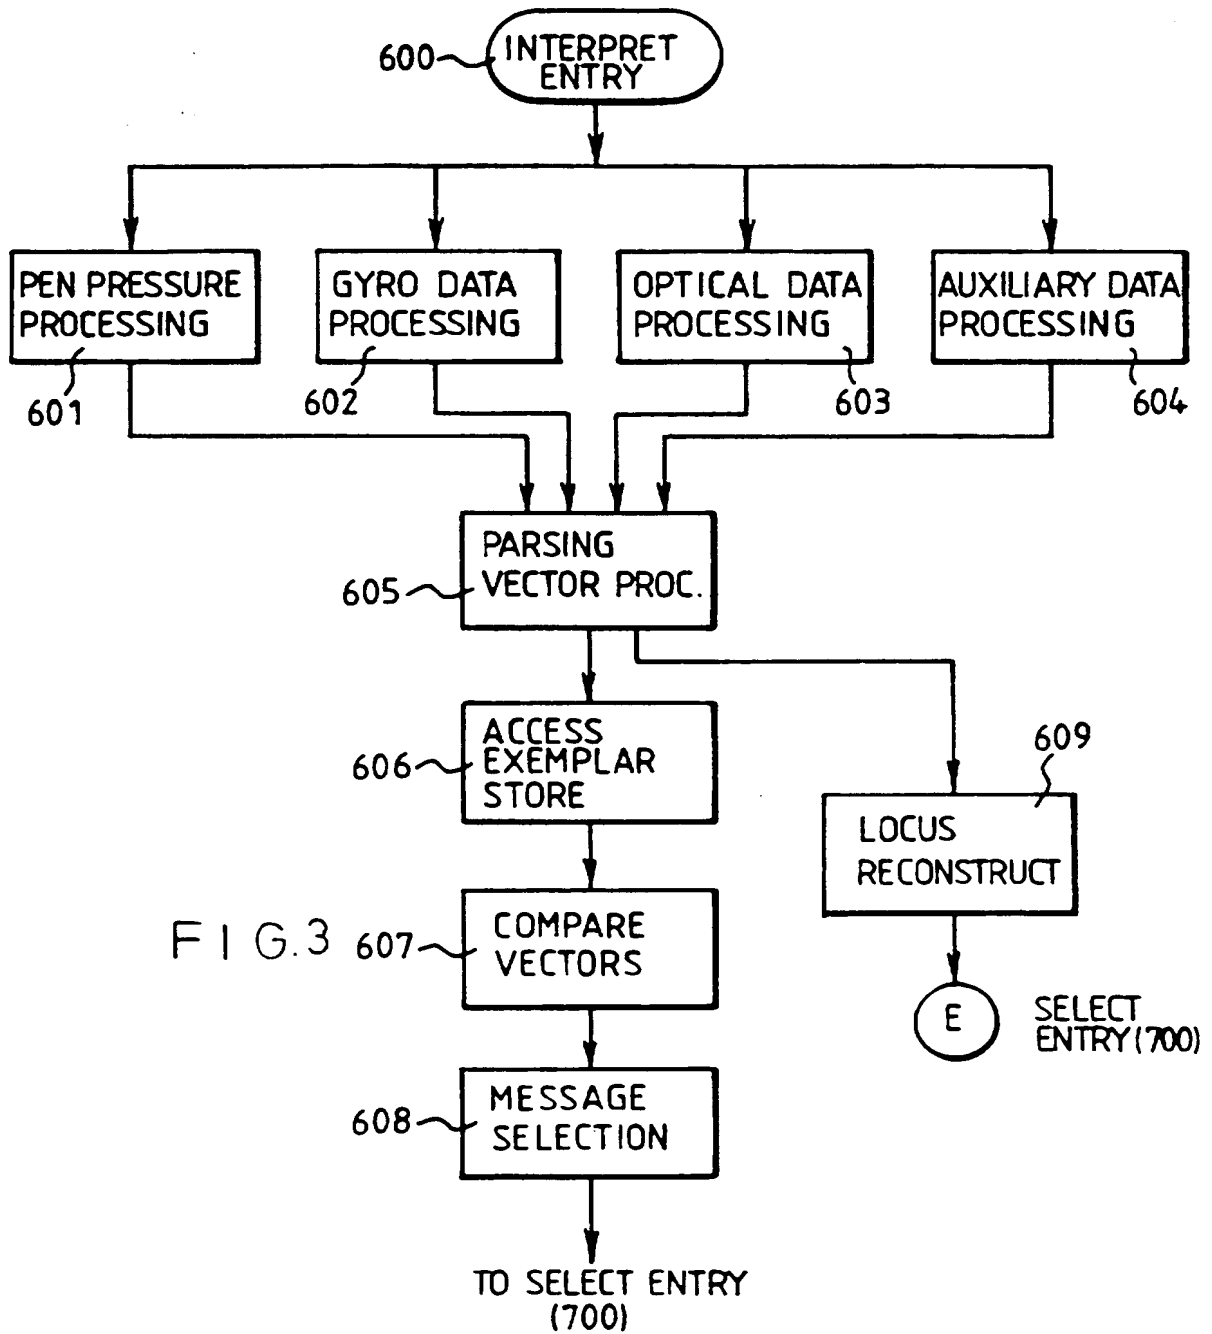 600
INTERPRET
ENTRY
PEN PRESSURE
PROCESSING
601
GYRO DATA
PROCESSING
602
OPTICAL DATA
PROCESSING
603
AUXILIARY DATA
PROCESSING
604
605
PARSING
VECTOR PROC.
606
ACCESS
EXEMPLAR
STORE
609
LOCUS
RECONSTRUCT
FIG.3
607
COMPARE
VECTORS
E
SELECT
ENTRY(700)
608
MESSAGE
SELECTION
TO SELECT ENTRY
(700)